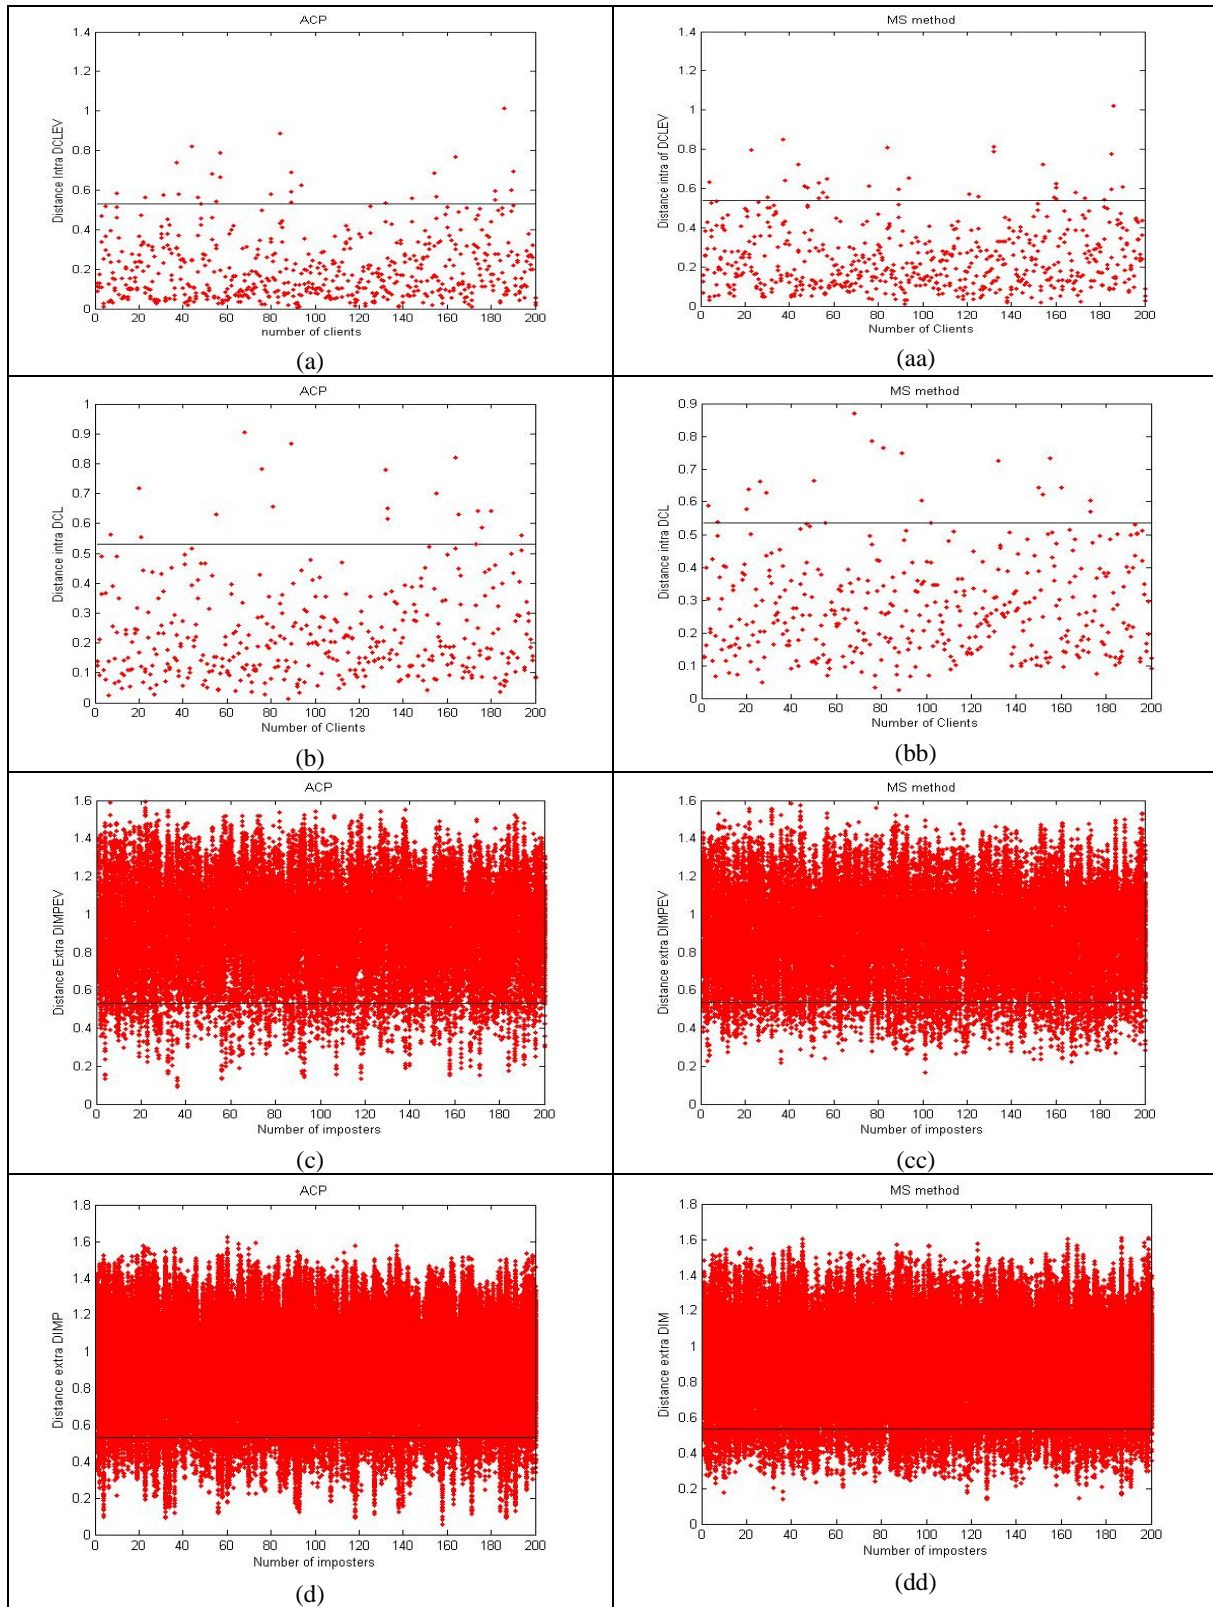 ACP
1.4
1.2
1
0.8
0.6
0.4
0.2
0
Distance Intra DCLEV
0 20 40 60 80 100 120 140 160 180 200
number of Clients
(a)
MS method
1.4
1.2
1
0.8
0.6
0.4
0.2
0
Distance intra of DCLEV
0 20 40 60 80 100 120 140 160 180 200
Number of Clients
(aa)
ACP
1
0.9
0.8
0.7
0.6
0.5
0.4
0.3
0.2
0.1
0
Distance intra DCL
0 20 40 60 80 100 120 140 160 180 200
Number of Clients
(b)
MS method
0.9
0.8
0.7
0.6
0.5
0.4
0.3
0.2
0.1
0
Distance intra DCL
0 20 40 60 80 100 120 140 160 180 200
Number of Clients
(bb)
ACP
1.6
1.4
1.2
1
0.8
0.6
0.4
0.2
0
Distance Extra DIMPEV
0 20 40 60 80 100 120 140 160 180 200
Number of imposters
(c)
MS method
1.6
1.4
1.2
1
0.8
0.6
0.4
0.2
0
Distance extra DIMPEV
0 20 40 60 80 100 120 140 160 180 200
Number of imposters
(cc)
ACP
1.8
1.6
1.4
1.2
1
0.8
0.6
0.4
0.2
0
Distance extra DIMP
0 20 40 60 80 100 120 140 160 180 200
Number of imposters
(d)
MS method
1.8
1.6
1.4
1.2
1
0.8
0.6
0.4
0.2
0
Distance extra DIM
0 20 40 60 80 100 120 140 160 180 200
Number of imposters
(dd)